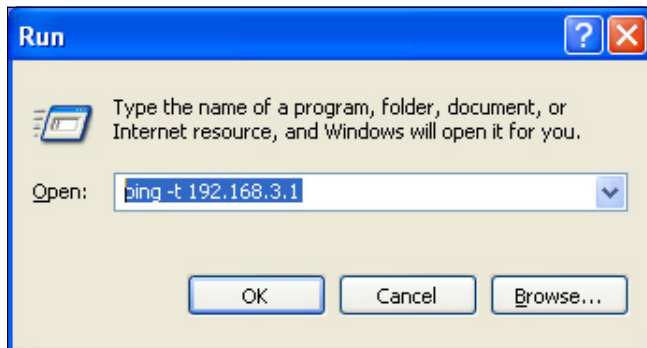 Run
Type the name of a program, folder, document, or
Internet resource, and Windows will open it for you.
Open: ping -t 192.168.3.1
OK Cancel Browse...